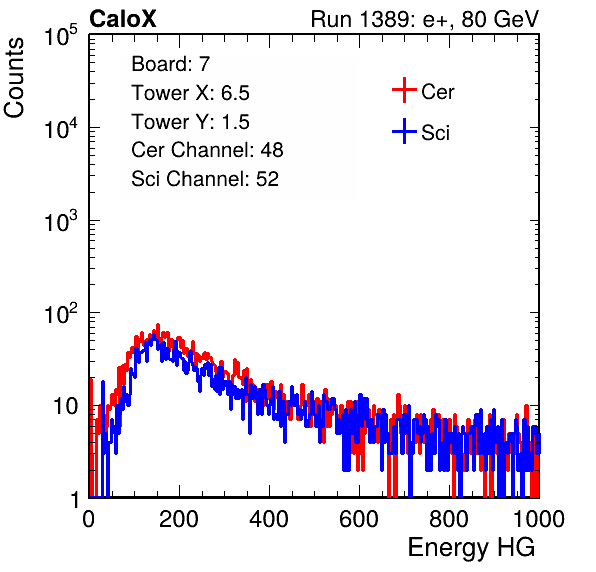 CaloX Run 1389: e+, 80 GeV
Board: 7
Tower X: 6.5
Tower Y: 1.5
Cer Channel: 48
Sci Channel: 52
Cer
Sci
Counts
10^5
10^4
10^3
10^2
10
1
0 200 400 600 800 1000
Energy HG